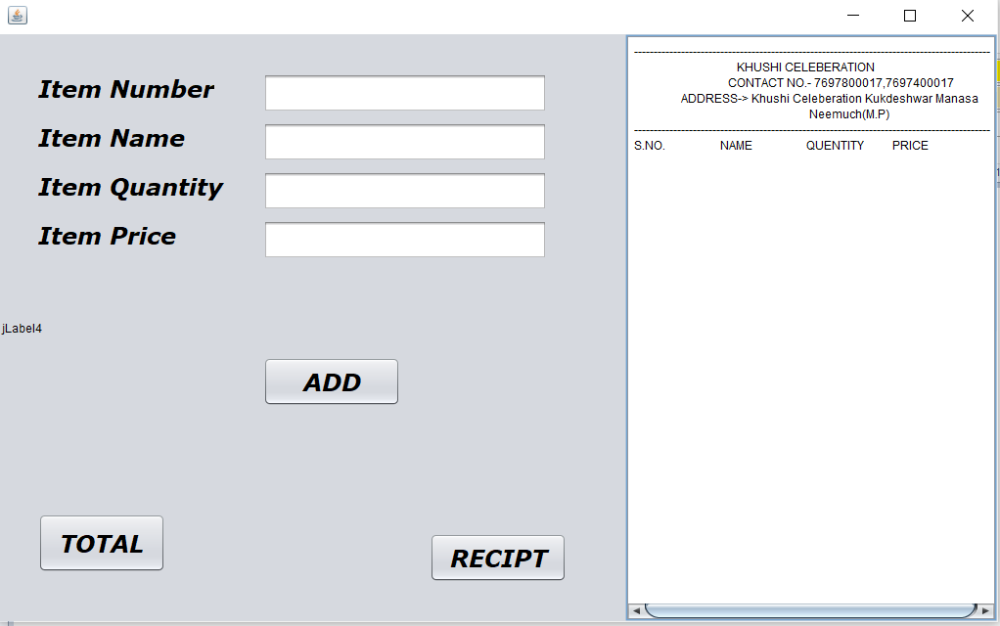 Item Number
Item Name
Item Quantity
Item Price
jLabel4
ADD
TOTAL
RECIPT
KHUSHI CELEBERATION
CONTACT NO.- 7697800017,7697400017
ADDRESS-> Khushi Celeberation Kukdeshwar Manasa
Neemuch(M.P)
S.NO. NAME QUENTITY PRICE